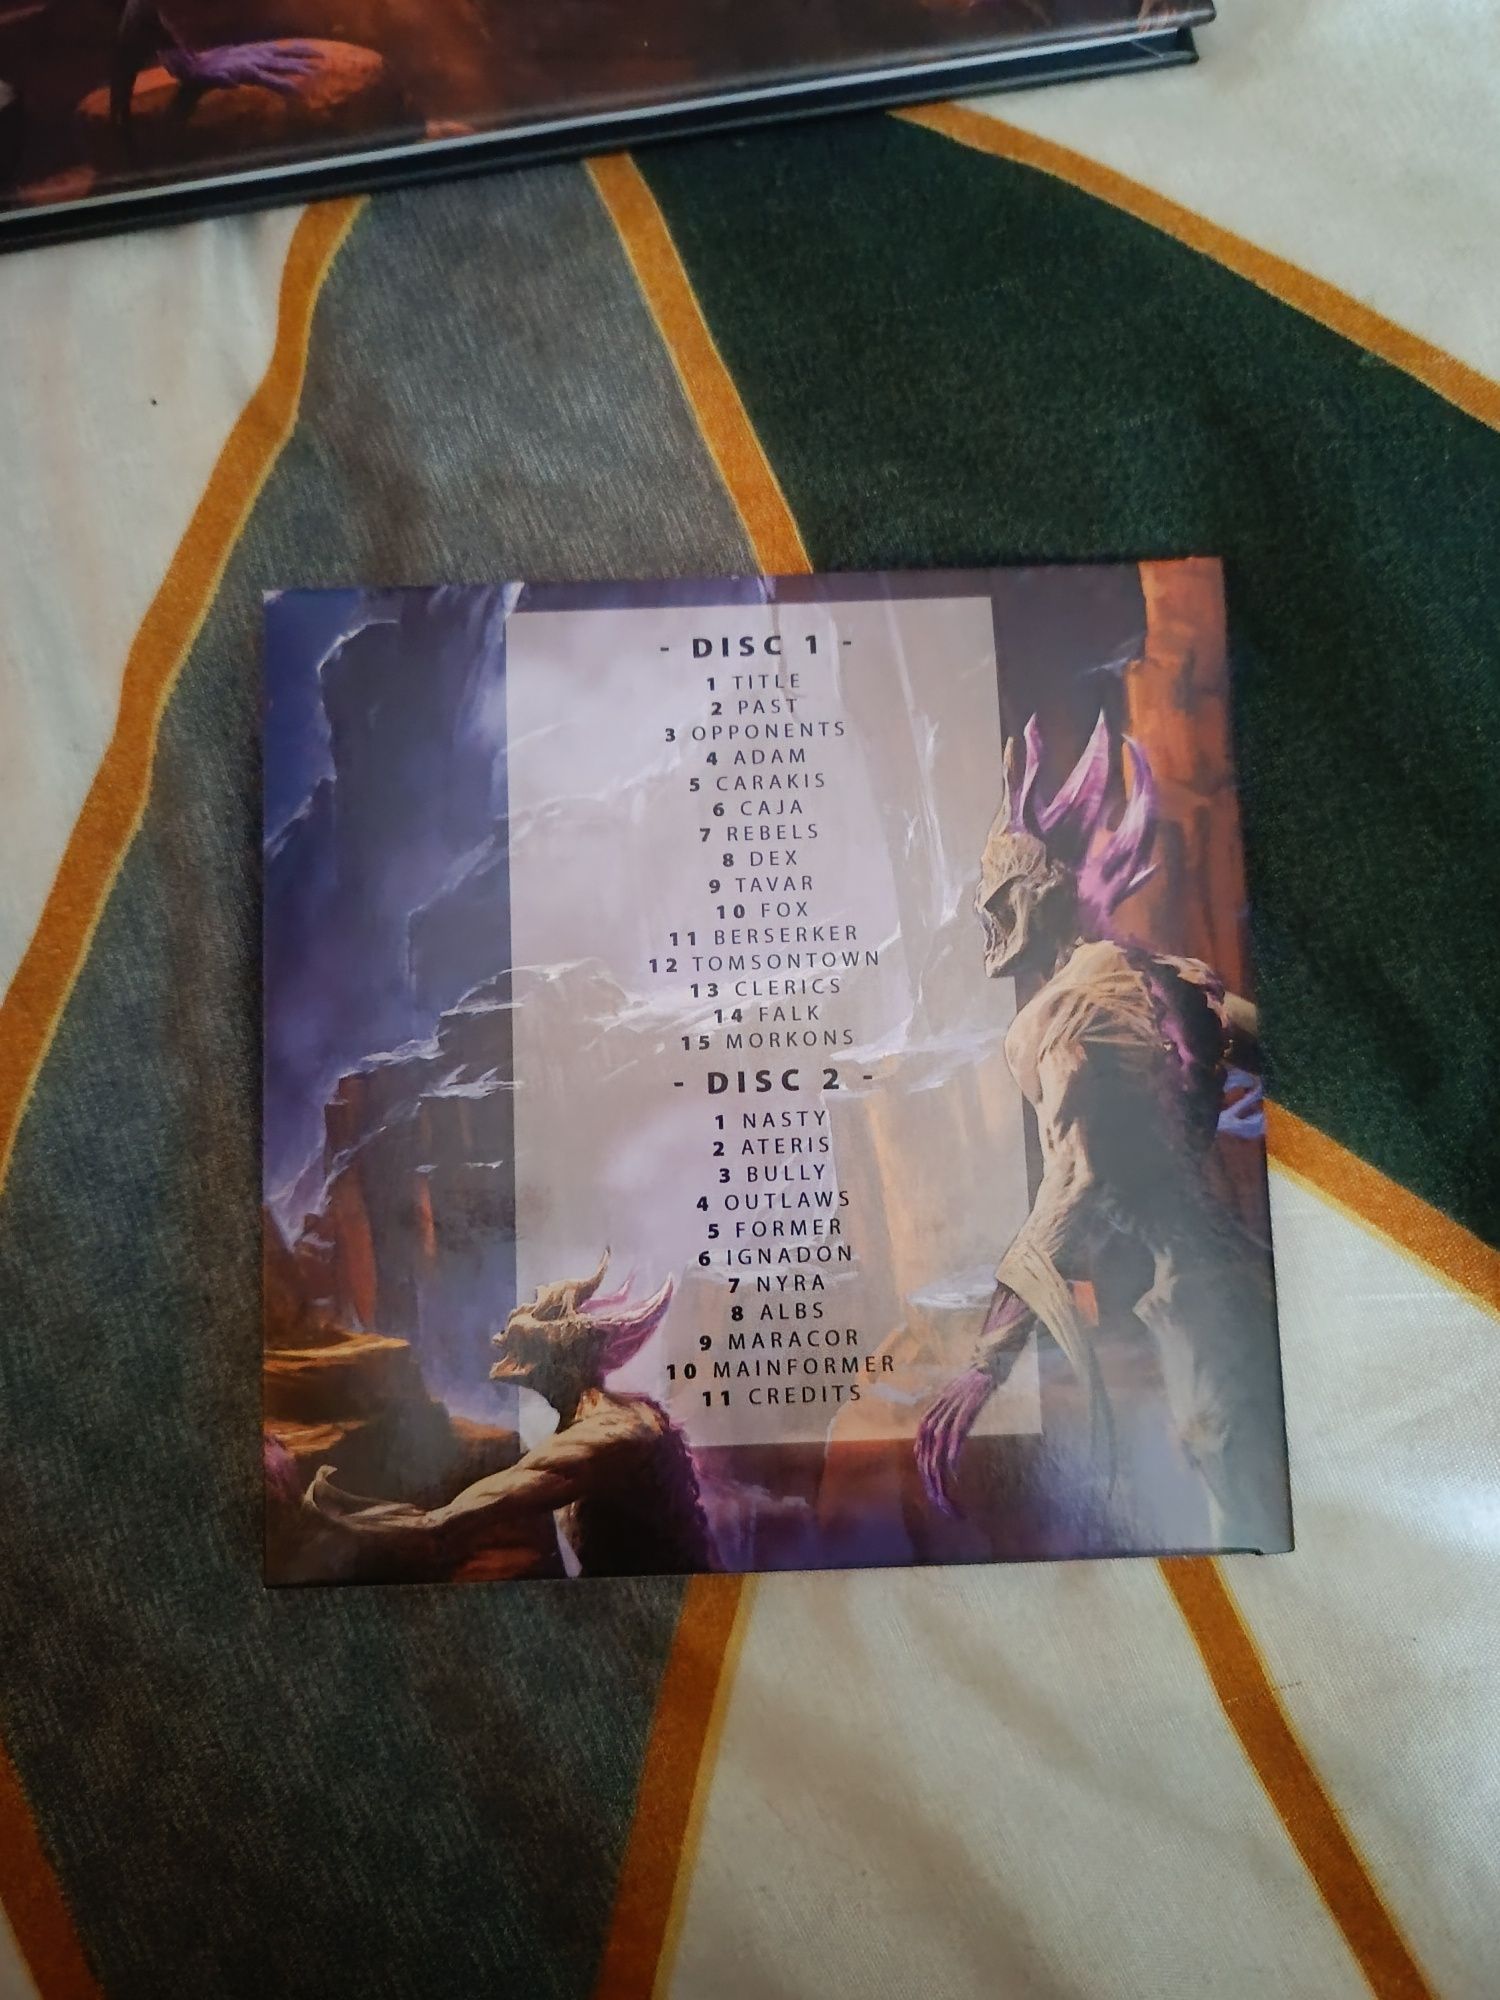 - DISC 1 -
1 TITLE
2 PAST
3 OPPONENTS
4 ADAM
5 CARAKIS
6 CAJA
7 REBELS
8 DEX
9 TAVAR
10 FOX
11 BERSERKER
12 TOMSONTOWN
13 CLERICS
14 FALK
15 MORKONS
- DISC 2 -
1 NASTY
2 ATERIS
3 BULLY
4 OUTLAWS
5 FORMER
6 IGNADON
7 NYRA
8 ALBS
9 MARACOR
10 MAINFORMER
11 CREDITS